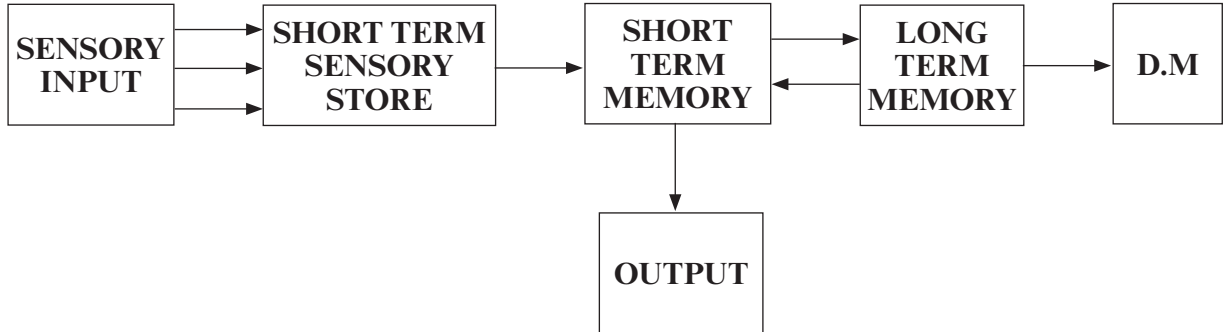 SENSORY
INPUT
SHORT TERM
SENSORY
STORE
SHORT
TERM
MEMORY
LONG
TERM
MEMORY
D.M
OUTPUT